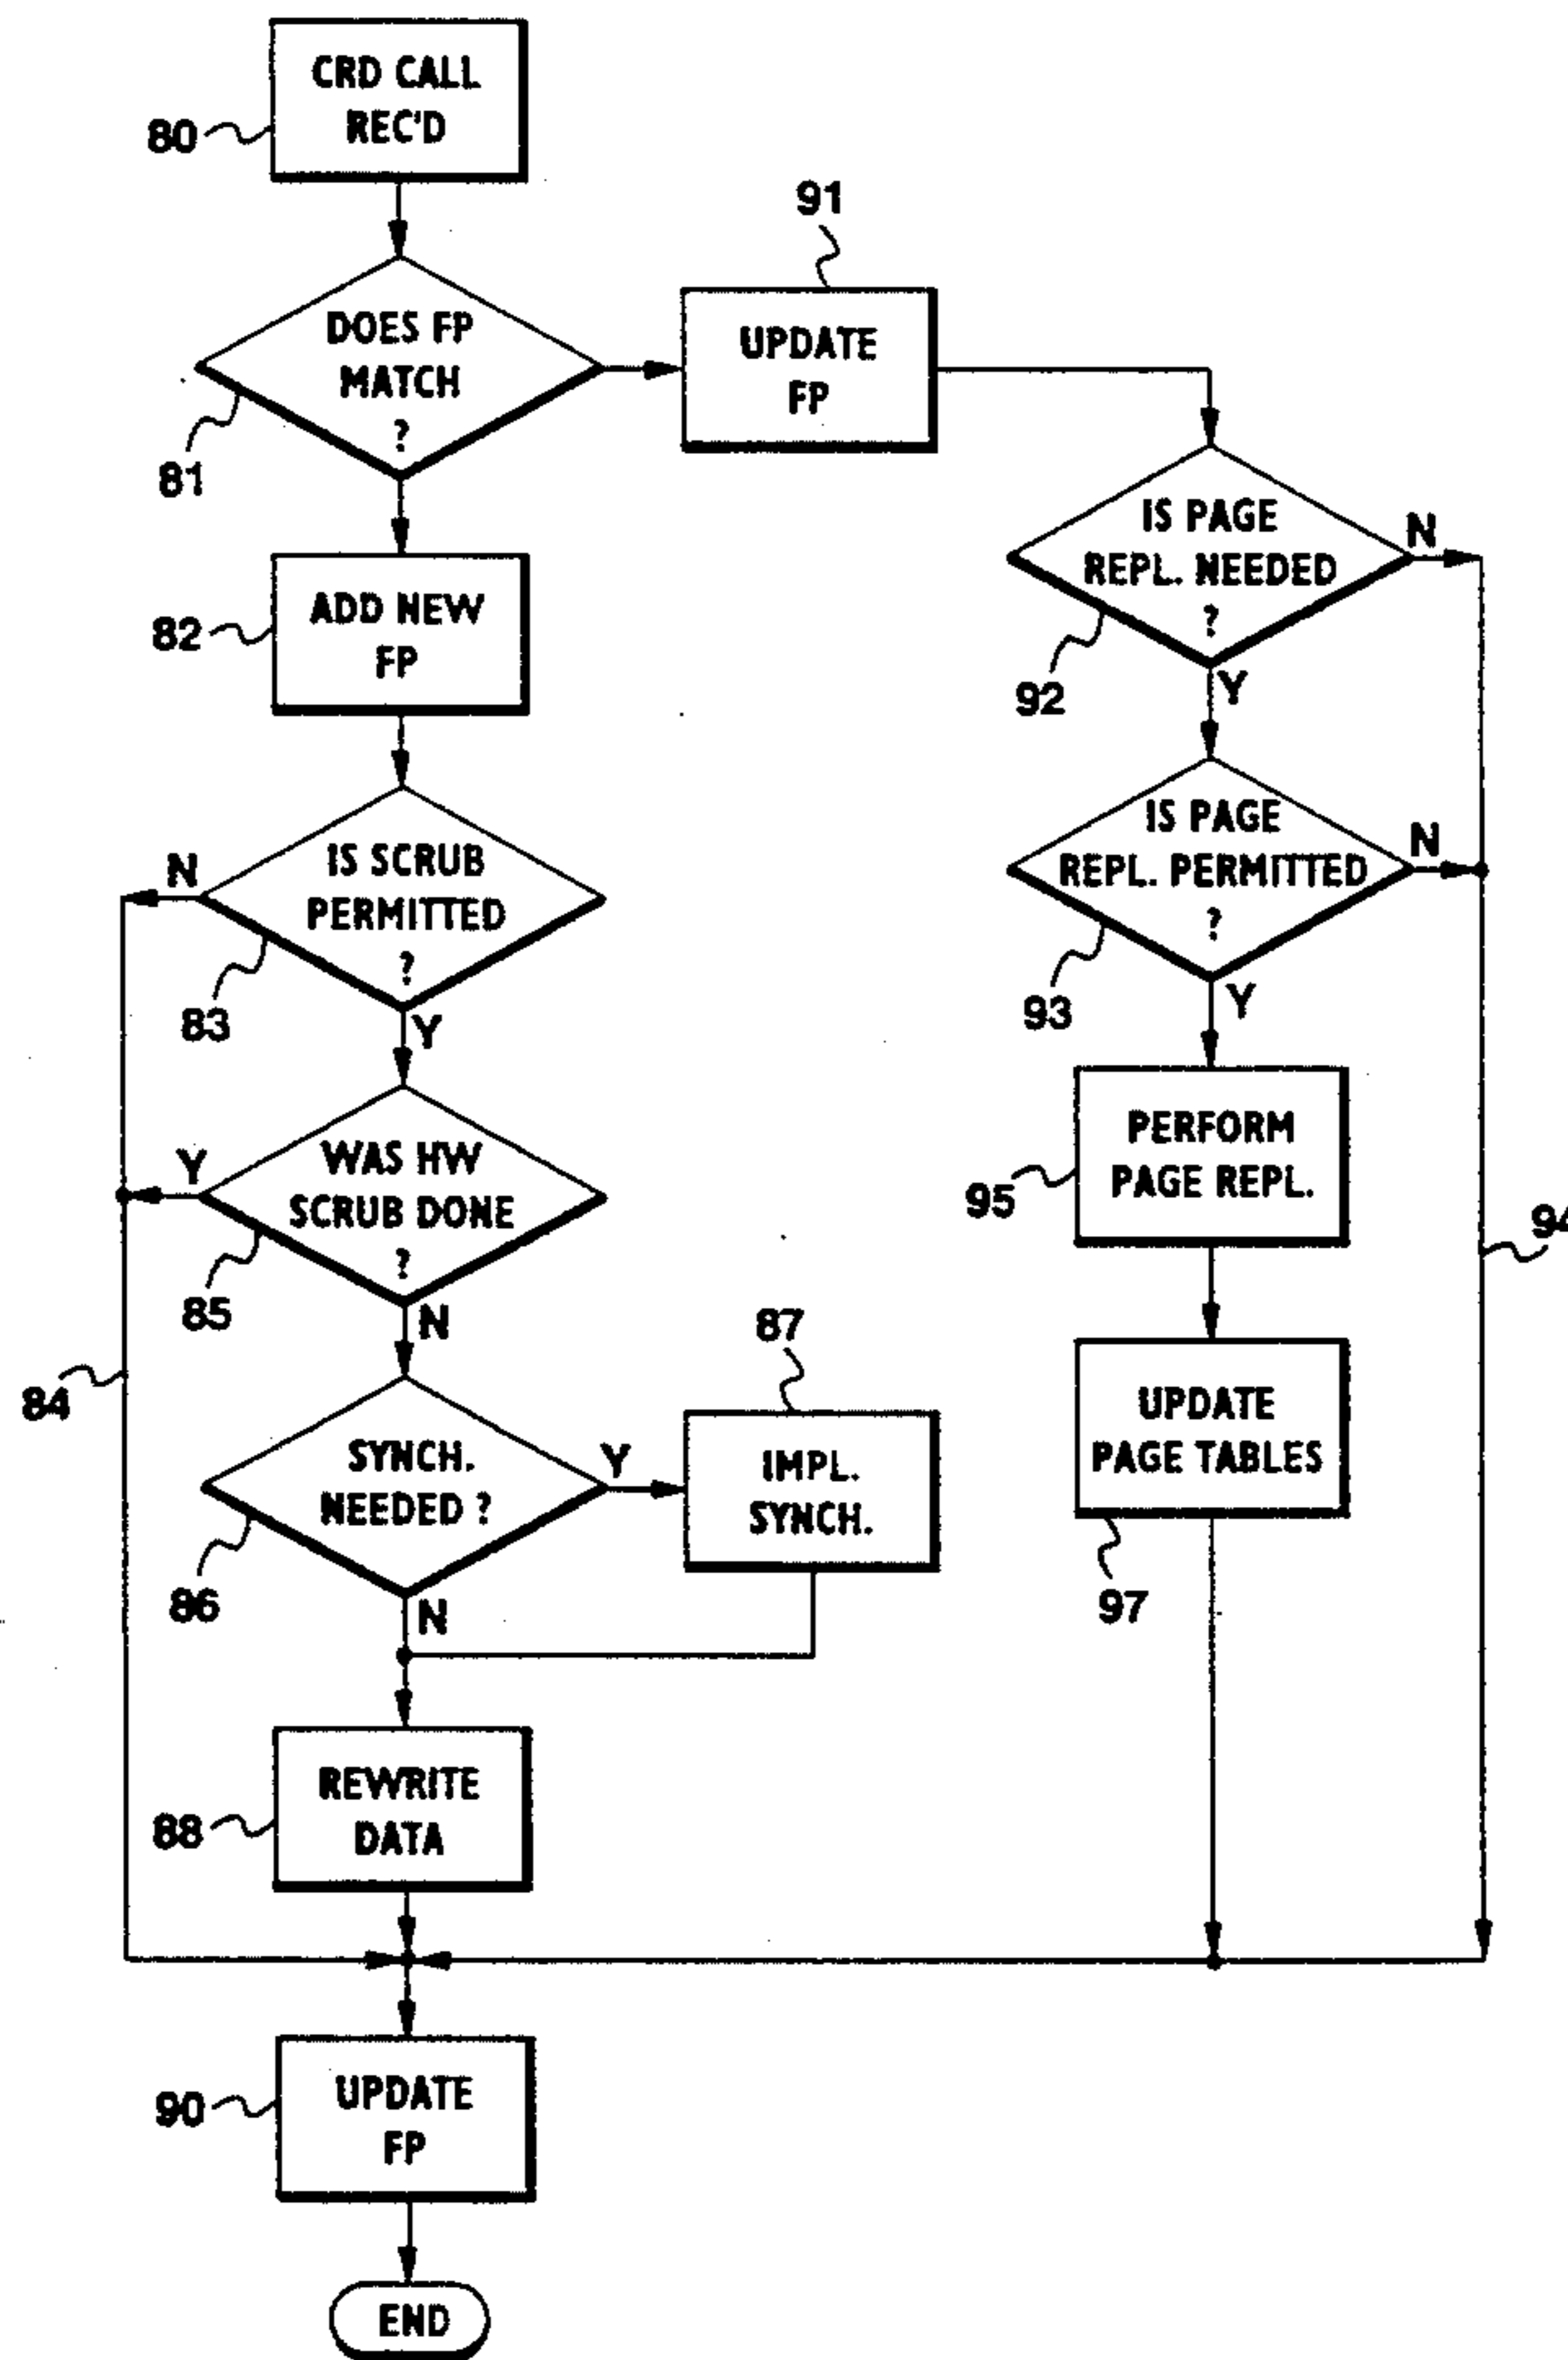 CRD CALL
REC'D
80
91
DOES FP
MATCH
?
81
UPDATE
FP
ADD NEW
FP
82
IS PAGE
REPL. NEEDED
?
N
92
Y
IS SCRUB
PERMITTED
?
N
83
Y
IS PAGE
REPL. PERMITTED
?
N
93
Y
WAS HW
SCRUB DONE
?
Y
85
N
PERFORM
PAGE REPL.
95
94
84
87
SYNCH.
NEEDED ?
Y
86
N
IMPL.
SYNCH.
UPDATE
PAGE TABLES
97
REWRITE
DATA
88
UPDATE
FP
90
END